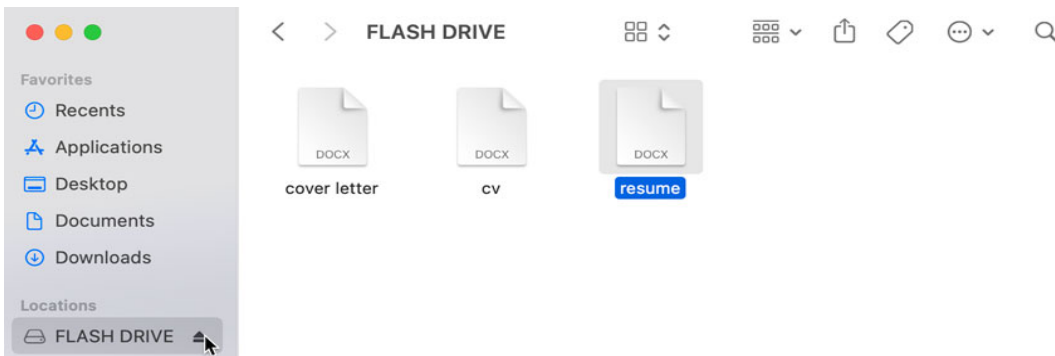 FLASH DRIVE
Favorites
Recents
Applications
Desktop
Documents
Downloads
Locations
FLASH DRIVE
DOCX DOCX DOCX
cover letter cv resume